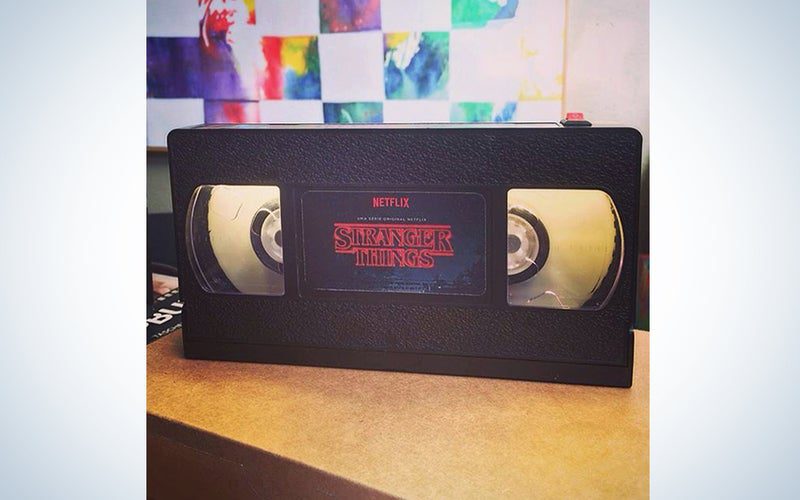 NETFLIX
UMA SÉRIE ORIGINAL NETFLIX
STRANGER
THINGS